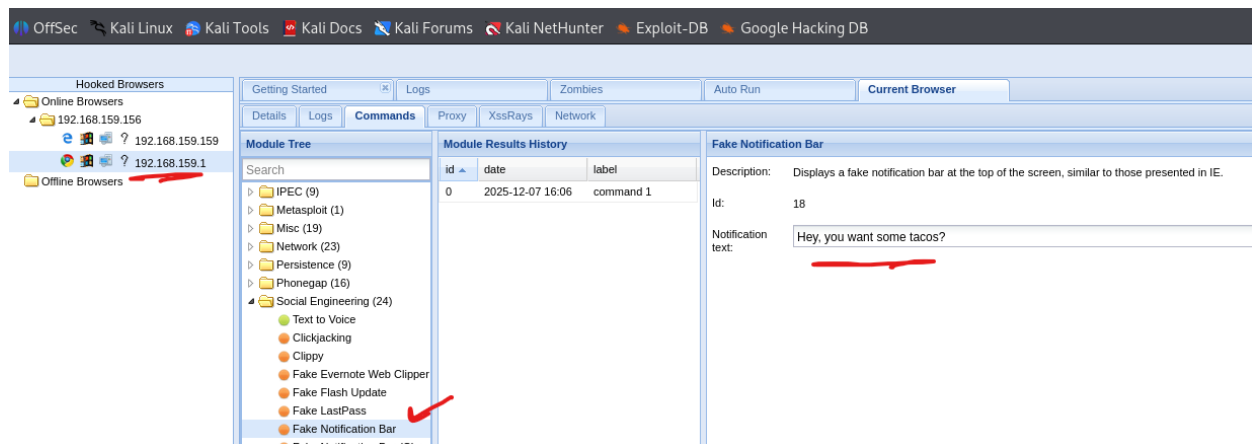 OffSec Kali Linux Kali Tools Kali Docs Kali Forums Kali NetHunter Exploit-DB Google Hacking DB
Hooked Browsers
Online Browsers
192.168.159.156
? 192.168.159.159
? 192.168.159.1
Offline Browsers
Getting Started Logs Zombies Auto Run Current Browser
Details Logs Commands Proxy XssRays Network
Module Tree
Search
IPEC (9)
Metasploit (1)
Misc (19)
Network (23)
Persistence (9)
Phonegap (16)
Social Engineering (24)
Text to Voice
Clickjacking
Clippy
Fake Evernote Web Clipper
Fake Flash Update
Fake LastPass
Fake Notification Bar
Module Results History
id date label
0 2025-12-07 16:06 command 1
Fake Notification Bar
Description: Displays a fake notification bar at the top of the screen, similar to those presented in IE.
Id: 18
Notification
text:
Hey, you want some tacos?